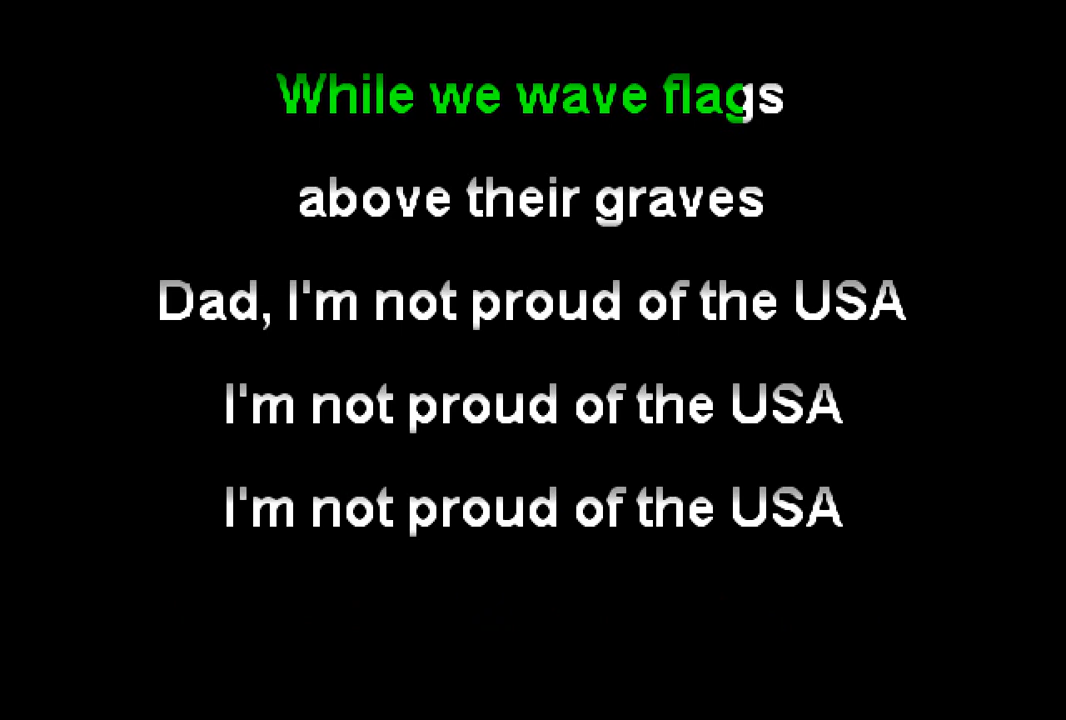 While we wave flags
above their graves
Dad, I'm not proud of the USA
I'm not proud of the USA
I'm not proud of the USA